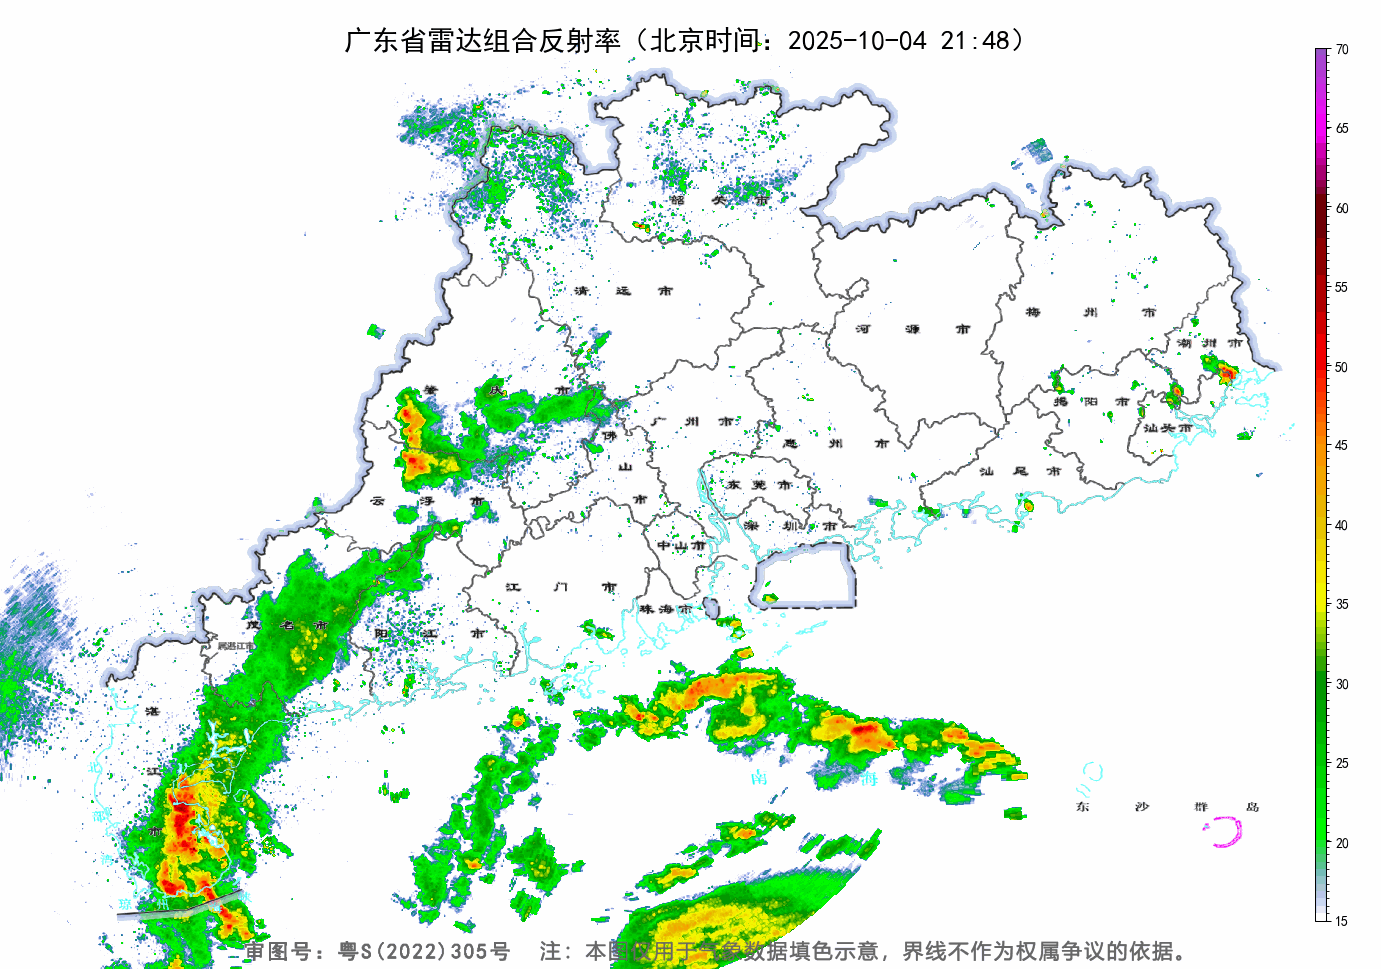 广东省雷达组合反射率（北京时间：2025-10-04 21:48）
70
65
60
55
50
45
40
35
30
25
20
15
韶关市
清远市
河源市
梅州市
潮州市
肇庆市
广州市
惠州市
揭阳市
汕头市
佛山市
云浮市
东莞市
汕尾市
深圳市
中山市
江门市
珠海市
茂名市
阳江市
属湛江市
湛江市
南海
东沙群岛
琼州海峡
审图号：粤S(2022)305号 注：本图仅用于气象数据填色示意，界线不作为权属争议的依据。